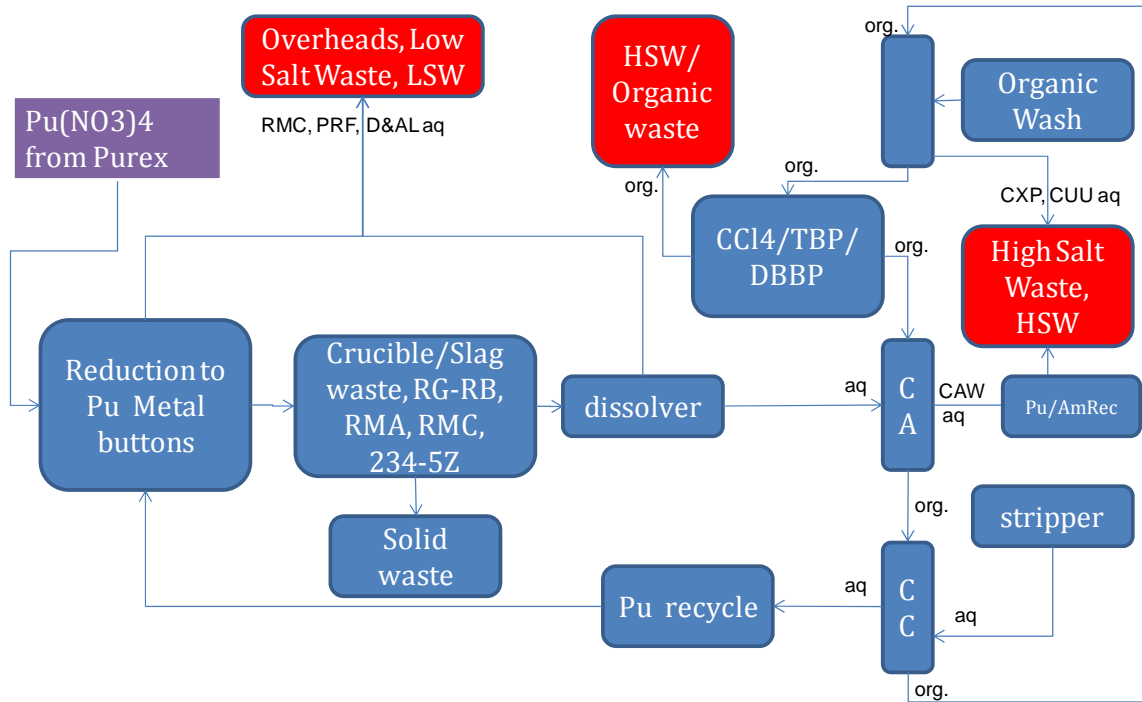 org.
Overheads, Low
Salt Waste, LSW
HSW/
Organic
waste
Organic
Wash
Pu(NO3)4
from Purex
RMC, PRF, D&AL aq
org.
org.
CXP, CUU aq
CCl4/TBP/
DBBP
org.
High Salt
Waste,
HSW
Reduction to
Pu Metal
buttons
Crucible/Slag
waste, RG-RB,
RMA, RMC,
234-5Z
dissolver
aq
C
A
CAW
aq
Pu/AmRec
org.
stripper
Solid
waste
Pu recycle
aq
C
C
aq
org.